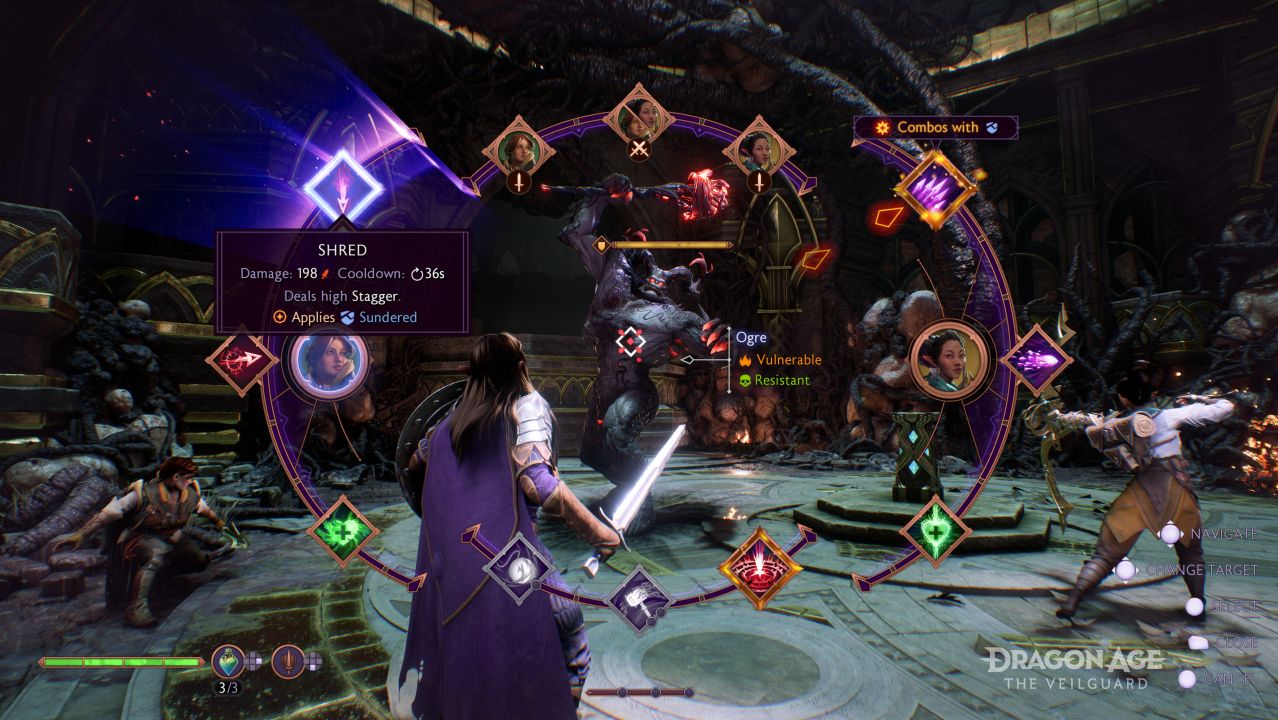 Combos with
SHRED
Damage: 198 Cooldown: 36s
Deals high Stagger.
Applies Sundered
Ogre
Vulnerable
Resistant
NAVIGATE
CHANGE TARGET
SELECT
CLOSE
CANCEL
3/3
DRAGON AGE
THE VEILGUARD